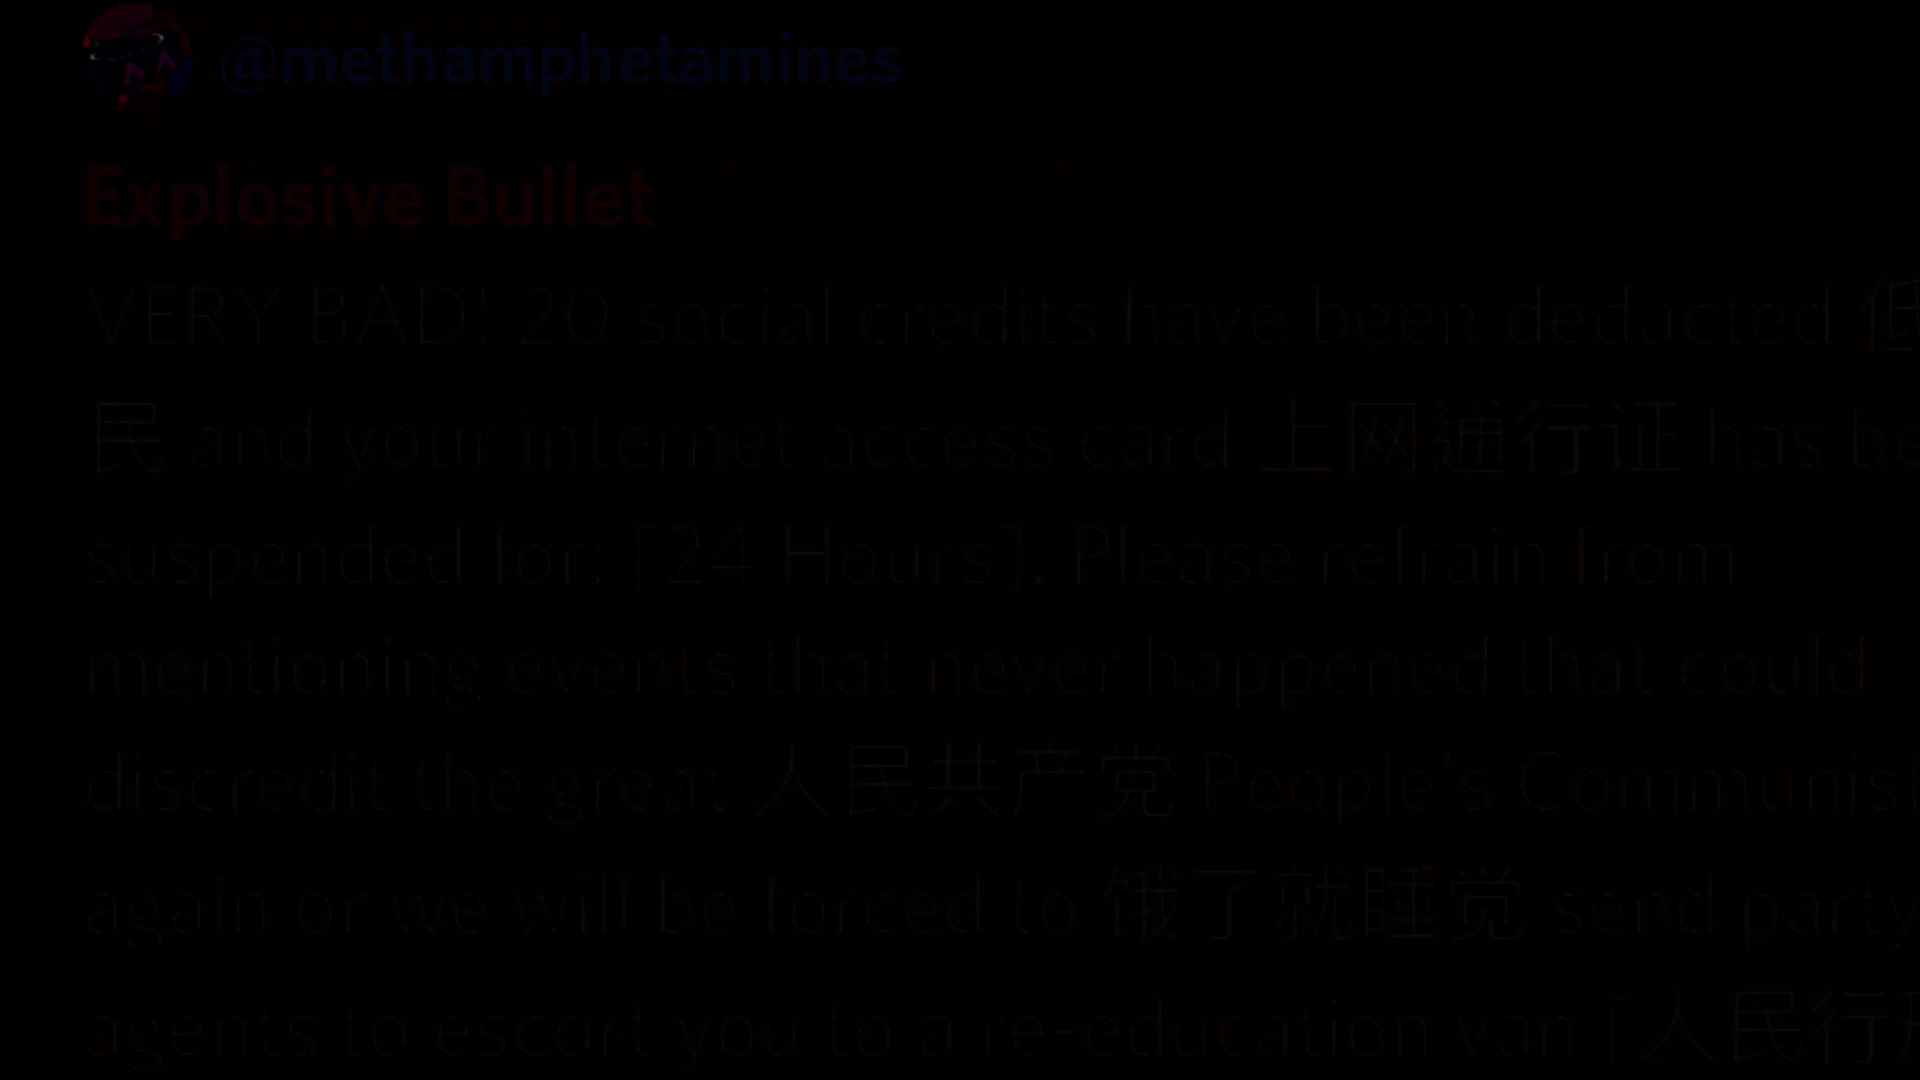 @methamphetamines
Explosive Bullet
VERY BAD! 20 social credits have been deducted 低
民 and your internet access card 上网通行证 has be
suspended for: [24 Hours]. Please refrain from
mentioning events that never happened that could
discredit the great 人民共产党 People's Communist
again or we will be forced to 饿了就睡觉 send party
agents to escort you to a re-education van [人民行